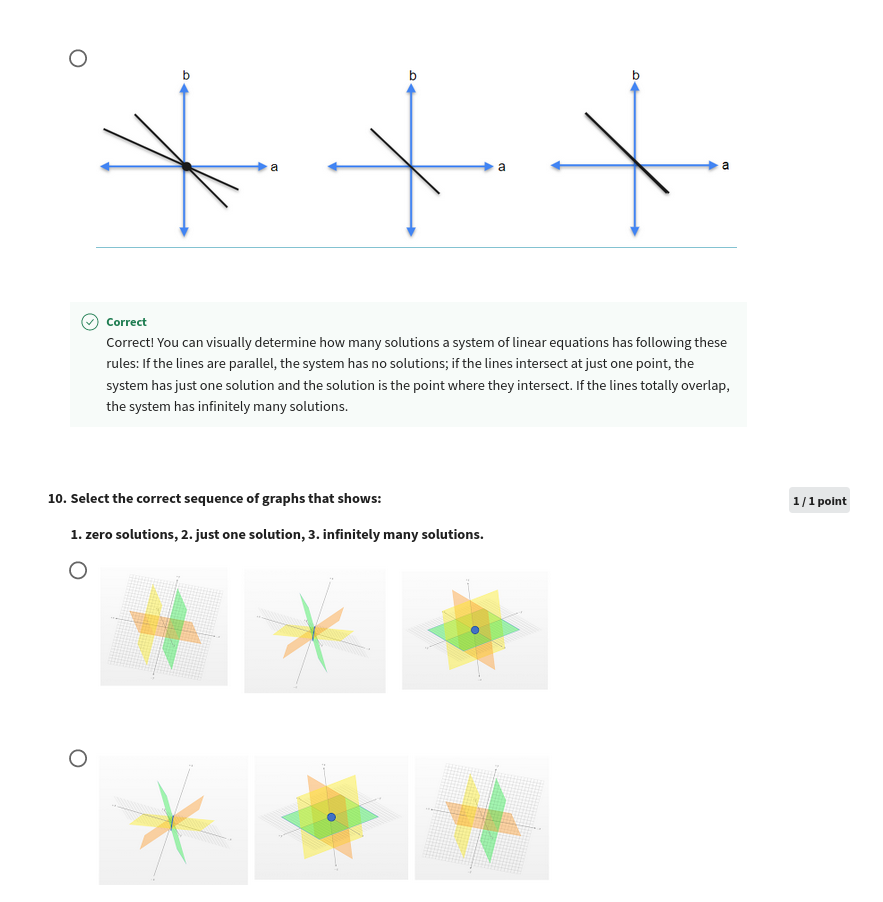 b
b
b
a
a
a
Correct
Correct! You can visually determine how many solutions a system of linear equations has following these
rules: If the lines are parallel, the system has no solutions; if the lines intersect at just one point, the
system has just one solution and the solution is the point where they intersect. If the lines totally overlap,
the system has infinitely many solutions.
10. Select the correct sequence of graphs that shows:
1 / 1 point
1. zero solutions, 2. just one solution, 3. infinitely many solutions.